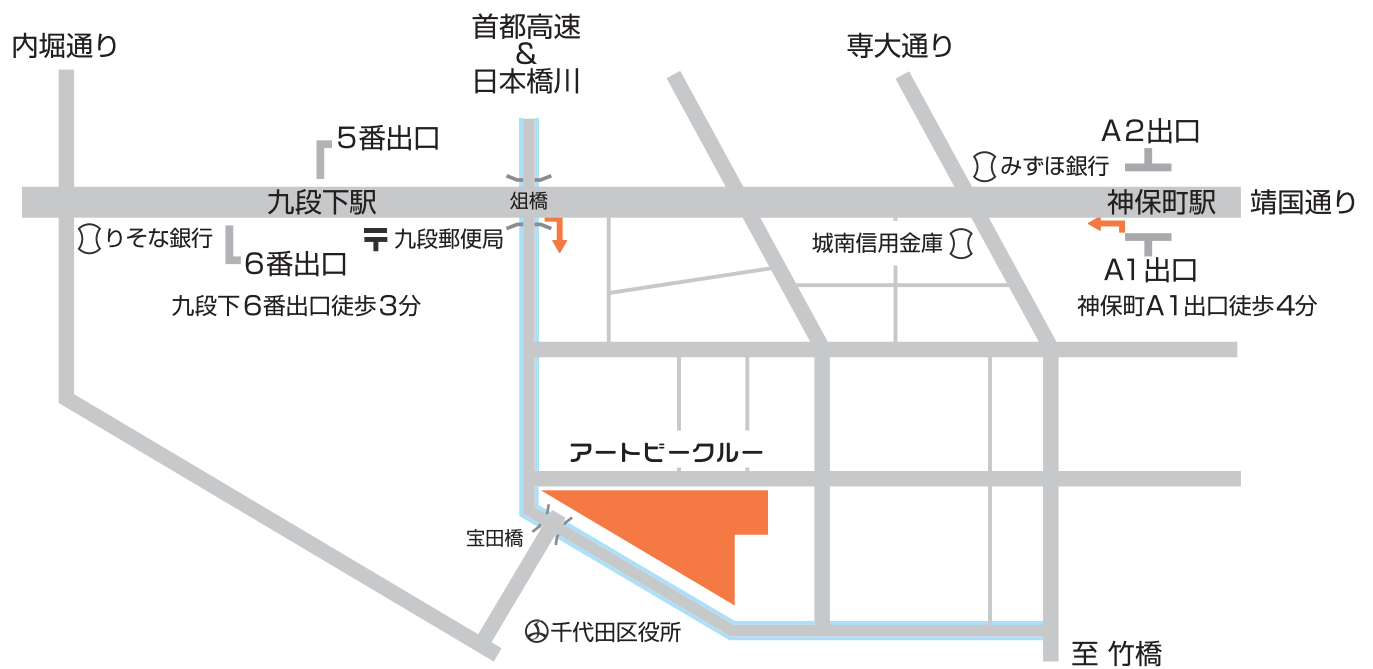 首都高速
&
日本橋川
内堀通り
専大通り
5番出口
A2出口
みずほ銀行
九段下駅
俎橋
神保町駅
靖国通り
りそな銀行
九段郵便局
城南信用金庫
6番出口
A1出口
九段下6番出口徒歩3分
神保町A1出口徒歩4分
アートビークルー
宝田橋
千代田区役所
至 竹橋